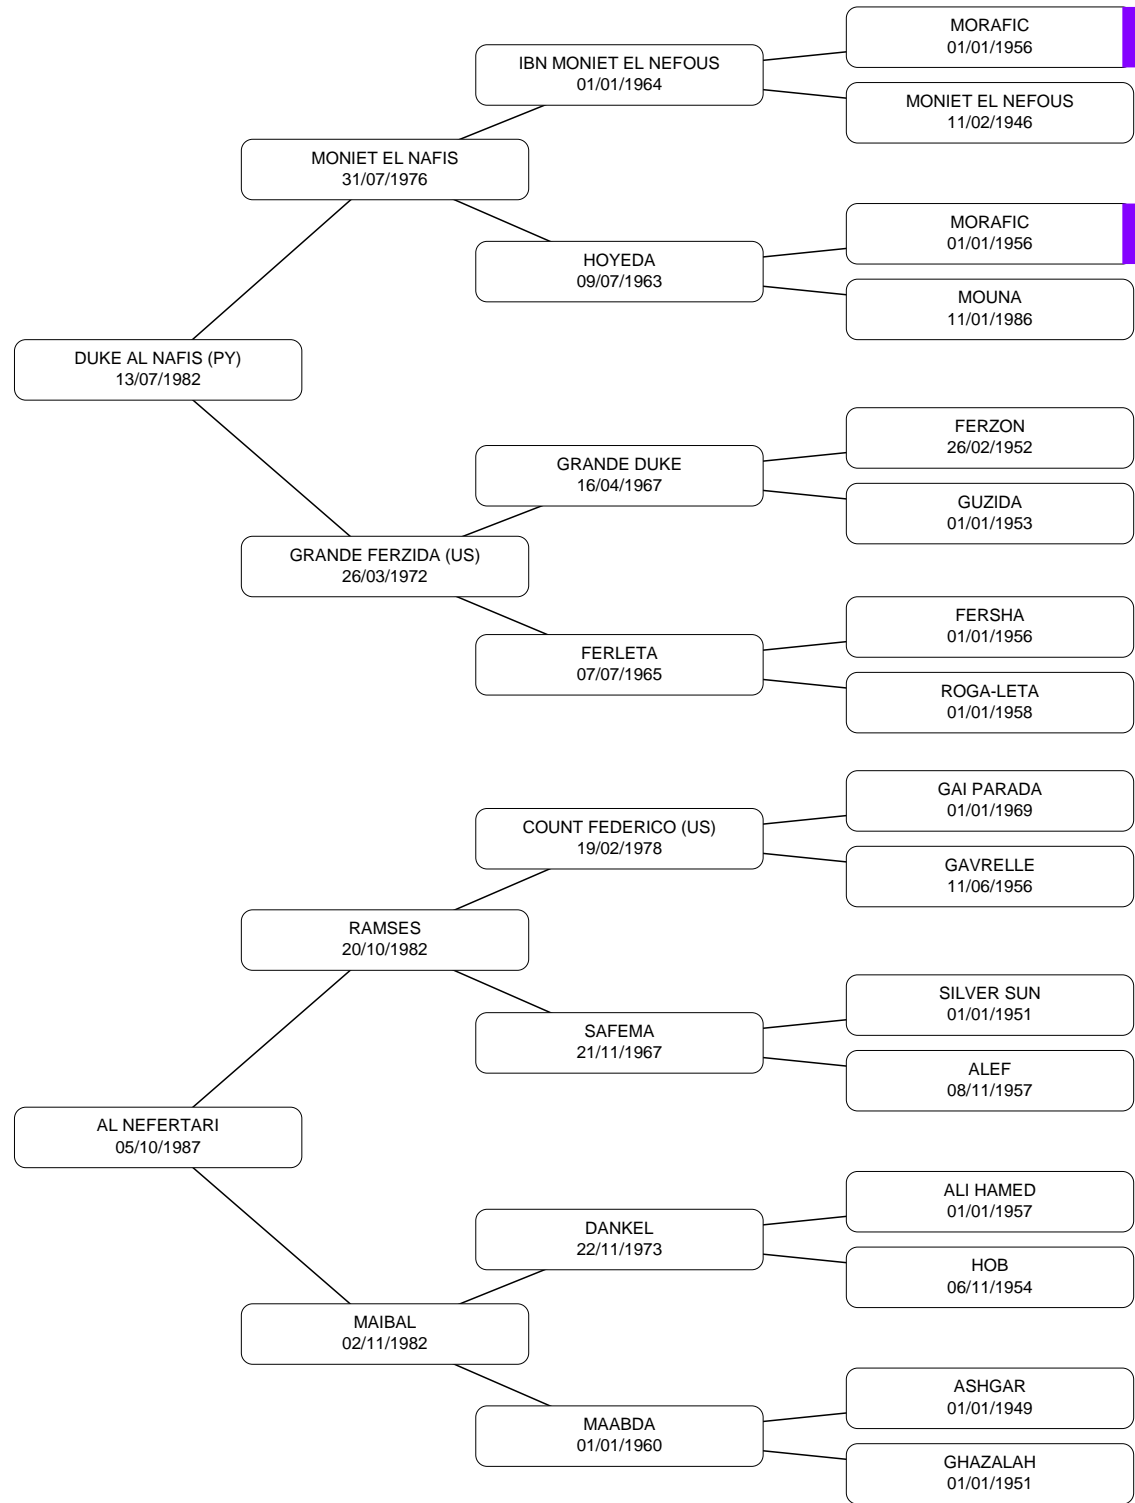 MORAFIC
01/01/1956
IBN MONIET EL NEFOUS
01/01/1964
MONIET EL NEFOUS
11/02/1946
MONIET EL NAFIS
31/07/1976
MORAFIC
01/01/1956
HOYEDA
09/07/1963
MOUNA
11/01/1986
DUKE AL NAFIS (PY)
13/07/1982
FERZON
26/02/1952
GRANDE DUKE
16/04/1967
GUZIDA
01/01/1953
GRANDE FERZIDA (US)
26/03/1972
FERSHA
01/01/1956
FERLETA
07/07/1965
ROGA-LETA
01/01/1958
GAI PARADA
01/01/1969
COUNT FEDERICO (US)
19/02/1978
GAVRELLE
11/06/1956
RAMSES
20/10/1982
SILVER SUN
01/01/1951
SAFEMA
21/11/1967
ALEF
08/11/1957
AL NEFERTARI
05/10/1987
ALI HAMED
01/01/1957
DANKEL
22/11/1973
HOB
06/11/1954
MAIBAL
02/11/1982
ASHGAR
01/01/1949
MAABDA
01/01/1960
GHAZALAH
01/01/1951